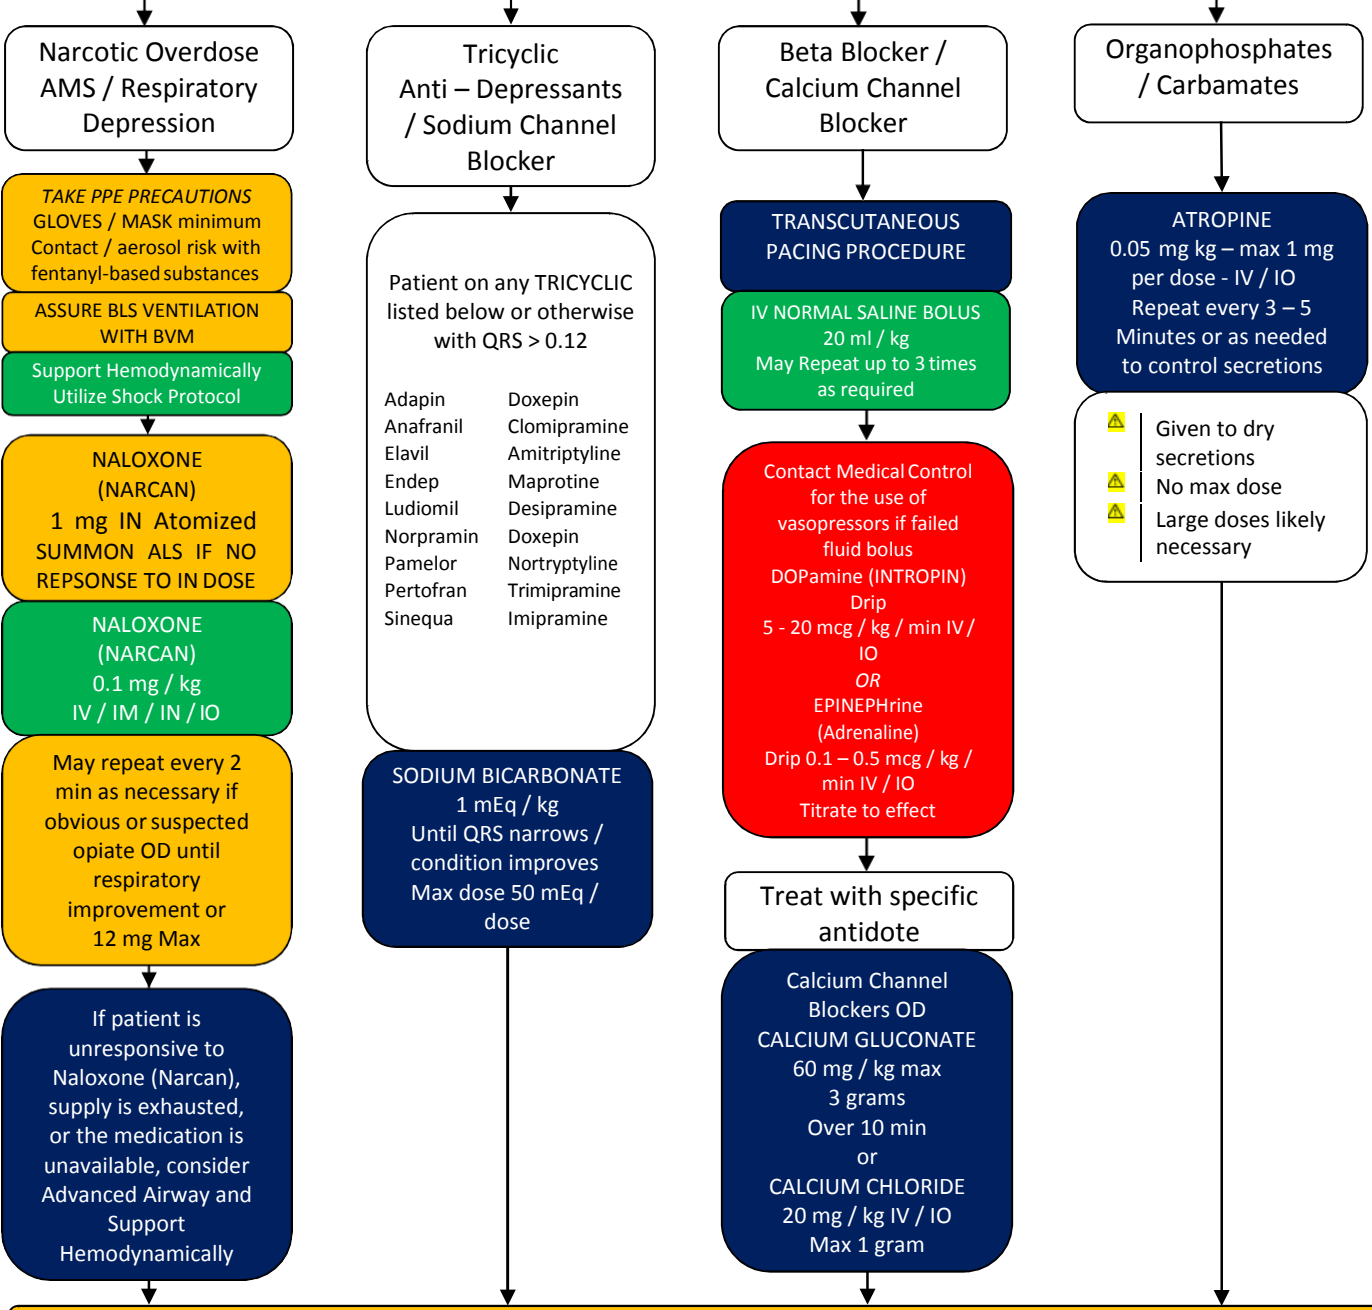 Narcotic Overdose
AMS / Respiratory
Depression
TAKE PPE PRECAUTIONS
GLOVES / MASK minimum
Contact / aerosol risk with
fentanyl-based substances
ASSURE BLS VENTILATION
WITH BVM
Support Hemodynamically
Utilize Shock Protocol
NALOXONE
(NARCAN)
1 mg IN Atomized
SUMMON ALS IF NO
REPSONSE TO IN DOSE
NALOXONE
(NARCAN)
0.1 mg / kg
IV / IM / IN / IO
May repeat every 2
min as necessary if
obvious or suspected
opiate OD until
respiratory
improvement or
12 mg Max
If patient is
unresponsive to
Naloxone (Narcan),
supply is exhausted,
or the medication is
unavailable, consider
Advanced Airway and
Support
Hemodynamically
Tricyclic
Anti – Depressants
/ Sodium Channel
Blocker
Patient on any TRICYCLIC
listed below or otherwise
with QRS > 0.12
Adapin Doxepin
Anafranil Clomipramine
Elavil Amitriptyline
Endep Maprotine
Ludiomil Desipramine
Norpramin Doxepin
Pamelor Nortryptyline
Pertofran Trimipramine
Sinequa Imipramine
SODIUM BICARBONATE
1 mEq / kg
Until QRS narrows /
condition improves
Max dose 50 mEq /
dose
Beta Blocker /
Calcium Channel
Blocker
TRANSCUTANEOUS
PACING PROCEDURE
IV NORMAL SALINE BOLUS
20 ml / kg
May Repeat up to 3 times
as required
Contact Medical Control
for the use of
vasopressors if failed
fluid bolus
DOPamine (INTROPIN)
Drip
5 - 20 mcg / kg / min IV /
IO
OR
EPINEPHrine
(Adrenaline)
Drip 0.1 – 0.5 mcg / kg /
min IV / IO
Titrate to effect
Treat with specific
antidote
Calcium Channel
Blockers OD
CALCIUM GLUCONATE
60 mg / kg max
3 grams
Over 10 min
or
CALCIUM CHLORIDE
20 mg / kg IV / IO
Max 1 gram
Organophosphates
/ Carbamates
ATROPINE
0.05 mg kg – max 1 mg
per dose - IV / IO
Repeat every 3 – 5
Minutes or as needed
to control secretions
Given to dry
secretions
No max dose
Large doses likely
necessary